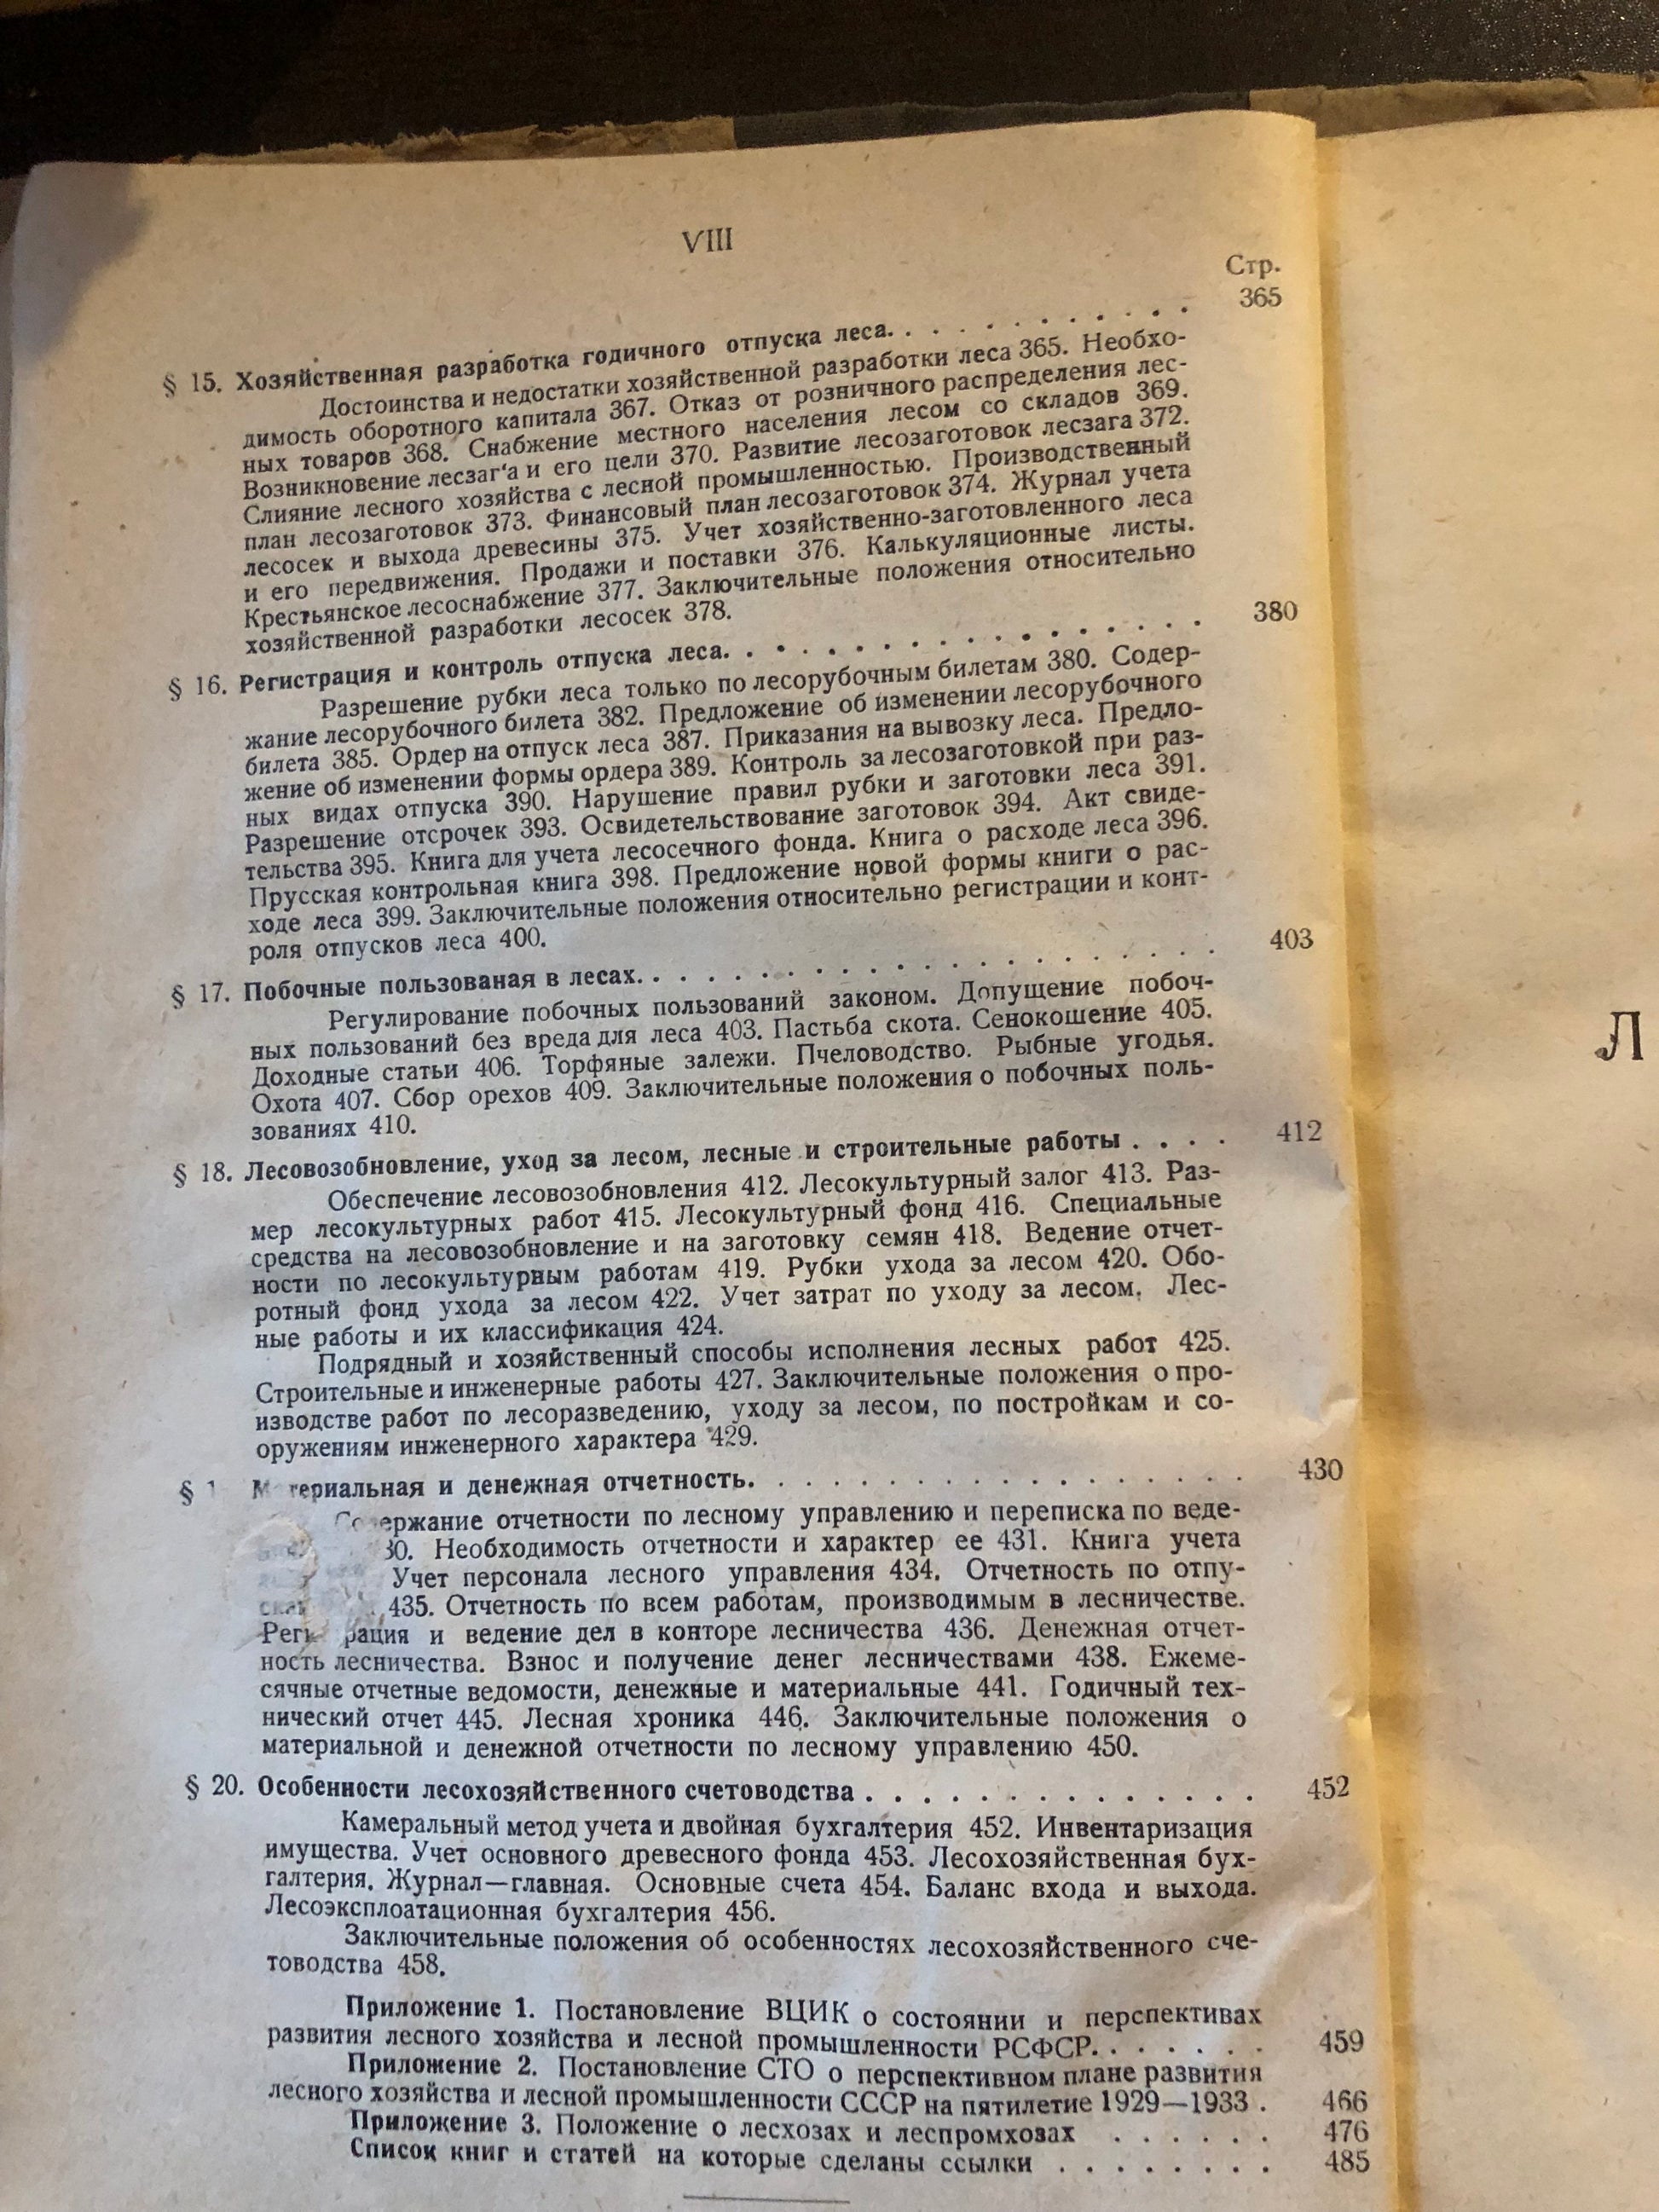 VIII
Стр.
§ 15. Хозяйственная разработка годичного отпуска леса. . . . . . . . . . . . 365
Достоинства и недостатки хозяйственной разработки леса 365. Необхо-
димость оборотного капитала 367. Отказ от розничного распределения лес-
ных товаров 368. Снабжение местного населения лесом со складов 369.
Возникновение лесзаг'а и его цели 370. Развитие лесозаготовок лесзага 372.
Слияние лесного хозяйства с лесной промышленностью. Производственный
план лесозаготовок 373. Финансовый план лесозаготовок 374. Журнал учета
лесосек и выхода древесины 375. Учет хозяйственно-заготовленного леса
и его передвижения. Продажи и поставки 376. Калькуляционные листы.
Крестьянское лесоснабжение 377. Заключительные положения относительно
хозяйственной разработки лесосек 378.
§ 16. Регистрация и контроль отпуска леса. . . . . . . . . . . . . . . . . . 380
Разрешение рубки леса только по лесорубочным билетам 380. Содер-
жание лесорубочного билета 382. Предложение об изменении лесорубочного
билета 385. Ордер на отпуск леса 387. Приказания на вывозку леса. Предло-
жение об изменении формы ордера 389. Контроль за лесозаготовкой при раз-
ных видах отпуска 390. Нарушение правил рубки и заготовки леса 391.
Разрешение отсрочек 393. Освидетельствование заготовок 394. Акт свиде-
тельства 395. Книга для учета лесосечного фонда. Книга о расходе леса 396.
Прусская контрольная книга 398. Предложение новой формы книги о рас-
ходе леса 399. Заключительные положения относительно регистрации и конт-
роля отпусков леса 400.
§ 17. Побочные пользованая в лесах. . . . . . . . . . . . . . . . . . . . . 403
Регулирование побочных пользований законом. Допущение побоч-
ных пользований без вреда для леса 403. Пастьба скота. Сенокошение 405.
Доходные статьи 406. Торфяные залежи. Пчеловодство. Рыбные угодья.
Охота 407. Сбор орехов 409. Заключительные положения о побочных поль-
зованиях 410.
§ 18. Лесовозобновление, уход за лесом, лесные и строительные работы . . . . 412
Обеспечение лесовозобновления 412. Лесокультурный залог 413. Раз-
мер лесокультурных работ 415. Лесокультурный фонд 416. Специальные
средства на лесовозобновление и на заготовку семян 418. Ведение отчет-
ности по лесокультурным работам 419. Рубки ухода за лесом 420. Обо-
ротный фонд ухода за лесом 422. Учет затрат по уходу за лесом. Лес-
ные работы и их классификация 424.
Подрядный и хозяйственный способы исполнения лесных работ 425.
Строительные и инженерные работы 427. Заключительные положения о про-
изводстве работ по лесоразведению, уходу за лесом, по постройкам и со-
оружениям инженерного характера 429.
§ 1 Материальная и денежная отчетность. . . . . . . . . . . . . . . . . . 430
Содержание отчетности по лесному управлению и переписка по веде-
30. Необходимость отчетности и характер ее 431. Книга учета
Учет персонала лесного управления 434. Отчетность по отпу-
435. Отчетность по всем работам, производимым в лесничестве.
Регистрация и ведение дел в конторе лесничества 436. Денежная отчет-
ность лесничества. Взнос и получение денег лесничествами 438. Ежеме-
сячные отчетные ведомости, денежные и материальные 441. Годичный тех-
нический отчет 445. Лесная хроника 446. Заключительные положения о
материальной и денежной отчетности по лесному управлению 450.
§ 20. Особенности лесохозяйственного счетоводства . . . . . . . . . . . . . . 452
Камеральный метод учета и двойная бухгалтерия 452. Инвентаризация
имущества. Учет основного древесного фонда 453. Лесохозяйственная бух-
галтерия. Журнал—главная. Основные счета 454. Баланс входа и выхода.
Лесоэксплоатационная бухгалтерия 456.
Заключительные положения об особенностях лесохозяйственного сче-
товодства 458.
Приложение 1. Постановление ВЦИК о состоянии и перспективах
развития лесного хозяйства и лесной промышленности РСФСР. . . . . . . 459
Приложение 2. Постановление СТО о перспективном плане развития
лесного хозяйства и лесной промышленности СССР на пятилетие 1929—1933 . 466
Приложение 3. Положение о лесхозах и леспромхозах . . . . . . 476
Список книг и статей на которые сделаны ссылки . . . . . . . . 485
Л